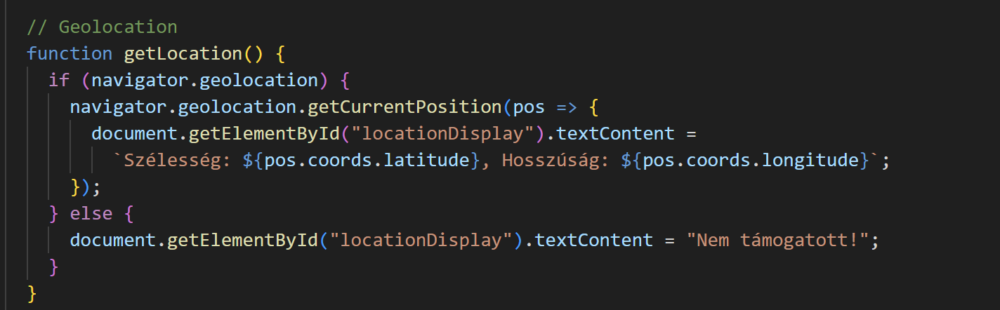 // Geolocation
function getLocation() {
if (navigator.geolocation) {
navigator.geolocation.getCurrentPosition(pos => {
document.getElementById("locationDisplay").textContent =
`Szélesség: ${pos.coords.latitude}, Hosszúság: ${pos.coords.longitude}`;
});
} else {
document.getElementById("locationDisplay").textContent = "Nem támogatott!";
}
}